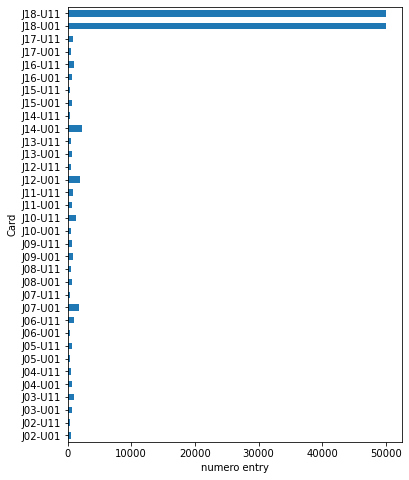 J18-U11
J18-U01
J17-U11
J17-U01
J16-U11
J16-U01
J15-U11
J15-U01
J14-U11
J14-U01
J13-U11
J13-U01
J12-U11
J12-U01
J11-U11
J11-U01
J10-U11
J10-U01
J09-U11
J09-U01
J08-U11
J08-U01
J07-U11
J07-U01
J06-U11
J06-U01
J05-U11
J05-U01
J04-U11
J04-U01
J03-U11
J03-U01
J02-U11
J02-U01
Card
0 10000 20000 30000 40000 50000
numero entry